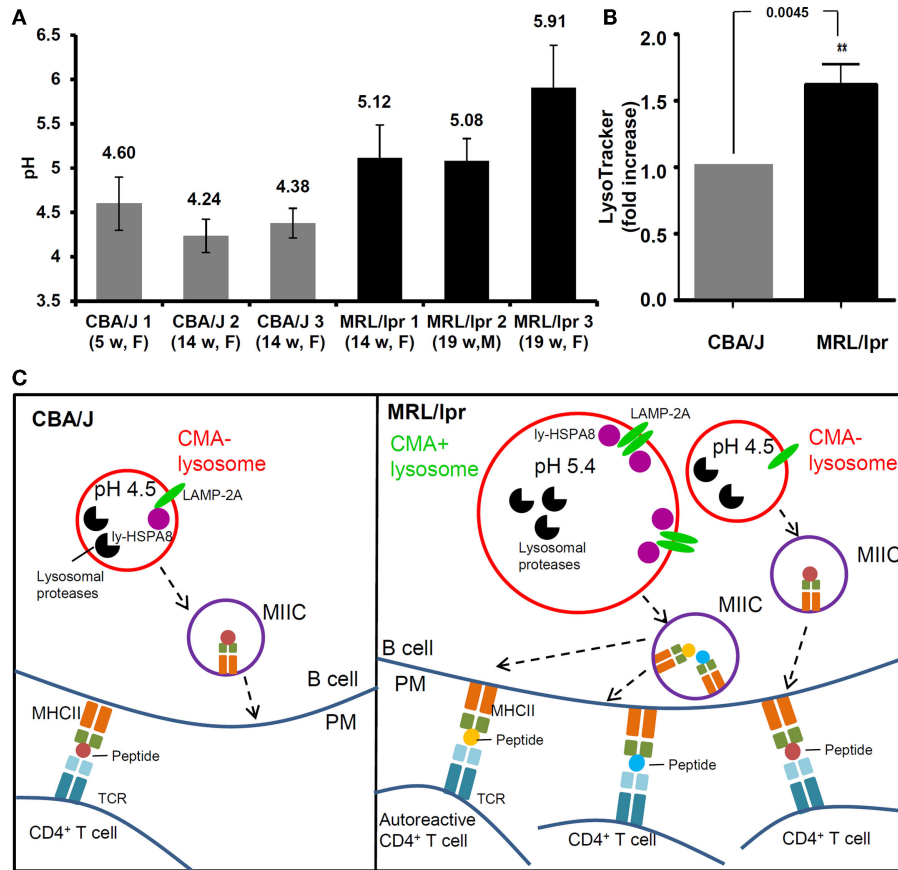 A
pH
6.5
6
5.5
5
4.5
4
3.5
4.60
4.24
4.38
5.12
5.08
5.91
CBA/J 1
(5 w, F)
CBA/J 2
(14 w, F)
CBA/J 3
(14 w, F)
MRL/lpr 1
(14 w, F)
MRL/lpr 2
(19 w,M)
MRL/lpr 3
(19 w, F)
B
LysoTracker
(fold increase)
2.0
1.5
1.0
0.5
0.0
0.0045
**
CBA/J
MRL/lpr
C
CBA/J
CMA-
lysosome
pH 4.5
LAMP-2A
ly-HSPA8
Lysosomal
proteases
MIIC
B cell
PM
MHCII
Peptide
TCR
CD4+ T cell
MRL/lpr
CMA+
lysosome
ly-HSPA8
LAMP-2A
pH 5.4
Lysosomal
proteases
pH 4.5
CMA-
lysosome
MIIC
MIIC
B cell
PM
MHCII
Peptide
TCR
Autoreactive
CD4+ T cell
Peptide
CD4+ T cell
Peptide
CD4+ T cell